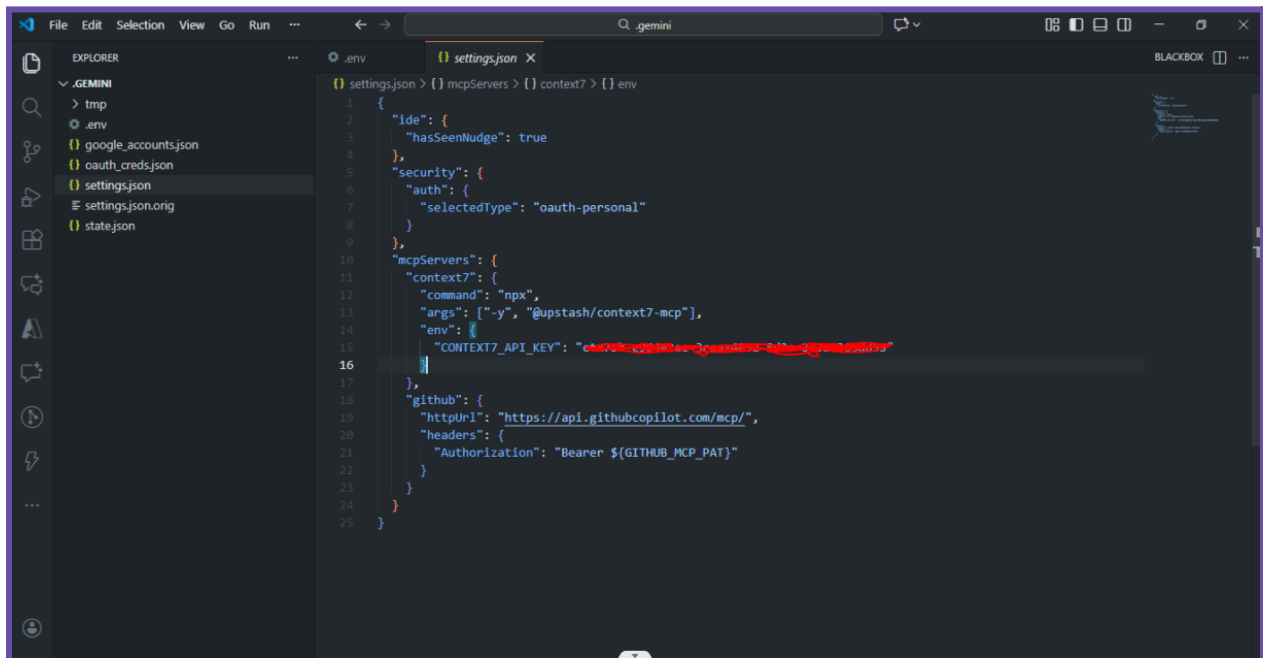 File Edit Selection View Go Run ··· .gemini
EXPLORER ···
.GEMINI
tmp
.env
google_accounts.json
oauth_creds.json
settings.json
settings.json.orig
state.json
.env {} settings.json BLACKBOX ···
{} settings.json > {} mcpServers > {} context7 > {} env
1 {
2 "ide": {
3 "hasSeenNudge": true
4 },
5 "security": {
6 "auth": {
7 "selectedType": "oauth-personal"
8 }
9 },
10 "mcpServers": {
11 "context7": {
12 "command": "npx",
13 "args": ["-y", "@upstash/context7-mcp"],
14 "env": {
15 "CONTEXT7_API_KEY": "
16 }
17 },
18 "github": {
19 "httpUrl": "https://api.githubcopilot.com/mcp/",
20 "headers": {
21 "Authorization": "Bearer ${GITHUB_MCP_PAT}"
22 }
23 }
24 }
25 }